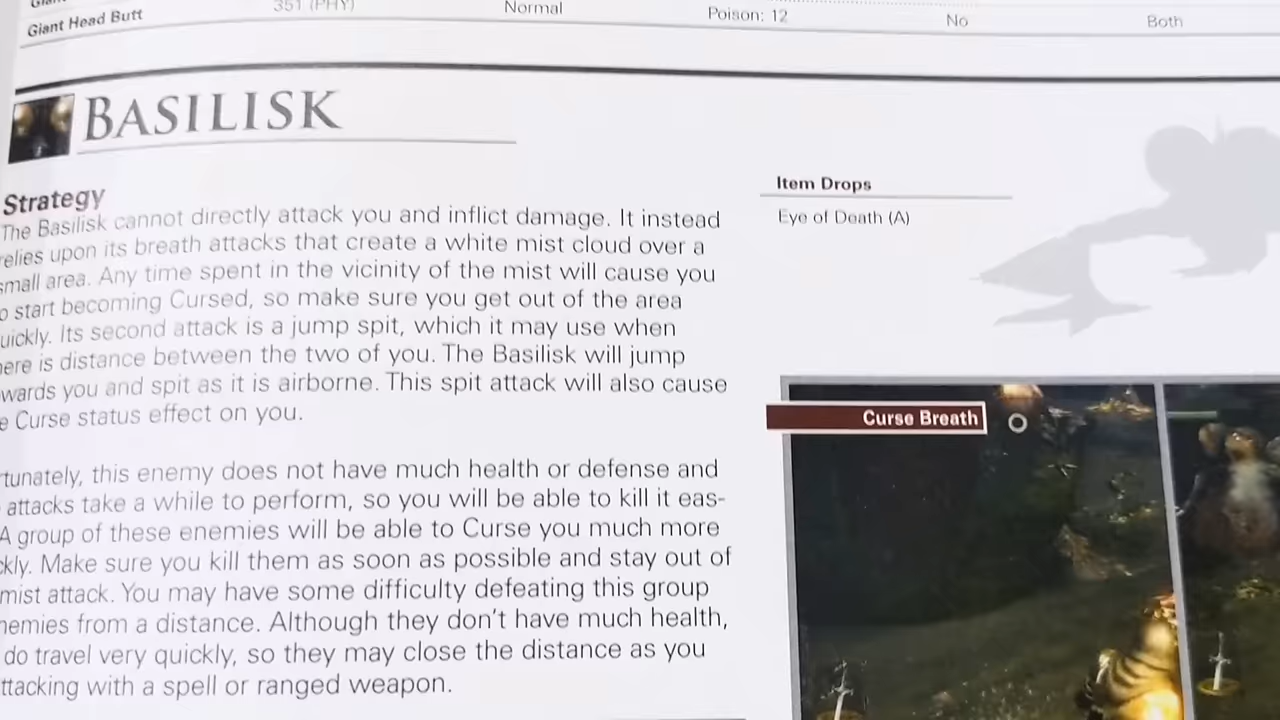 Giant Head Butt 351 (PHY) Normal Poison: 12 No Both
BASILISK
Strategy
The Basilisk cannot directly attack you and inflict damage. It instead
relies upon its breath attacks that create a white mist cloud over a
small area. Any time spent in the vicinity of the mist will cause you
o start becoming Cursed, so make sure you get out of the area
uickly. Its second attack is a jump spit, which it may use when
ere is distance between the two of you. The Basilisk will jump
wards you and spit as it is airborne. This spit attack will also cause
e Curse status effect on you.
rtunately, this enemy does not have much health or defense and
attacks take a while to perform, so you will be able to kill it eas-
A group of these enemies will be able to Curse you much more
kly. Make sure you kill them as soon as possible and stay out of
mist attack. You may have some difficulty defeating this group
nemies from a distance. Although they don't have much health,
do travel very quickly, so they may close the distance as you
ttacking with a spell or ranged weapon.
Item Drops
Eye of Death (A)
Curse Breath